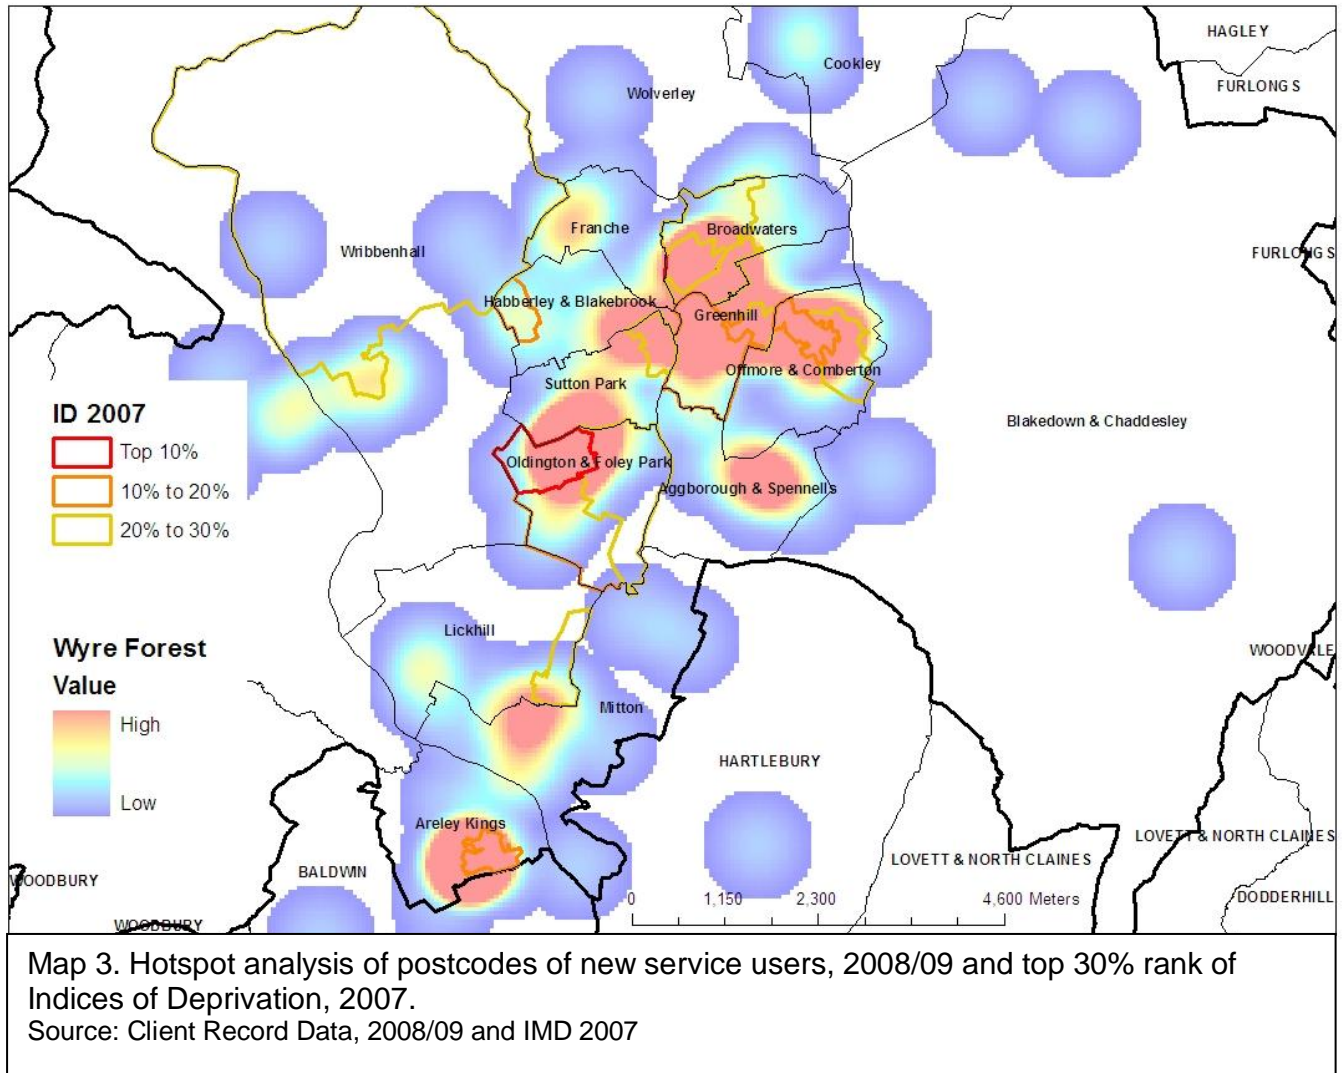 HAGLEY
Cookley
FURLONGS
Wolverley
Franche
Broadwaters
Wribbenhall
FURLONGS
Habberley & Blakebrook
Greenhill
Offmore & Comberton
Sutton Park
ID 2007
Top 10%
10% to 20%
20% to 30%
Blakedown & Chaddesley
Oldington & Foley Park
Aggborough & Spennells
Lickhill
Wyre Forest
Value
High
Low
WOODVALE
Mitton
HARTLEBURY
Areley Kings
LOVETT & NORTH CLAINES
LOVETT & NORTH CLAINES
BALDWIN
WOODBURY
DODDERHILL
0 1,150 2,300 4,600 Meters
WOODBURY
Map 3. Hotspot analysis of postcodes of new service users, 2008/09 and top 30% rank of
Indices of Deprivation, 2007.
Source: Client Record Data, 2008/09 and IMD 2007